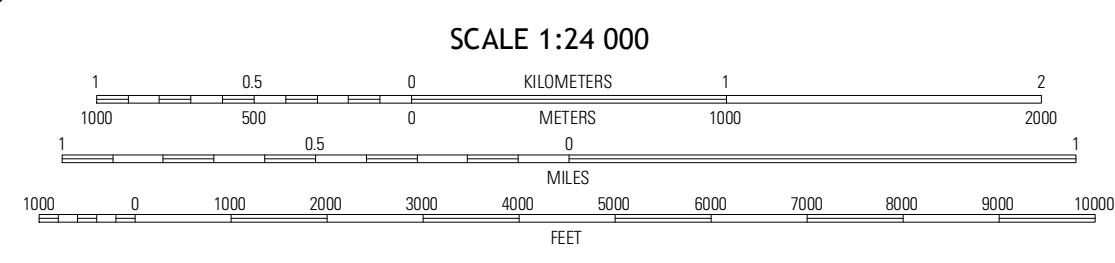 SCALE 1:24 000
1 0.5 0 KILOMETERS 1 2
1000 500 0 METERS 1000 2000
1 0.5 0 1
MILES
1000 0 1000 2000 3000 4000 5000 6000 7000 8000 9000 10000
FEET